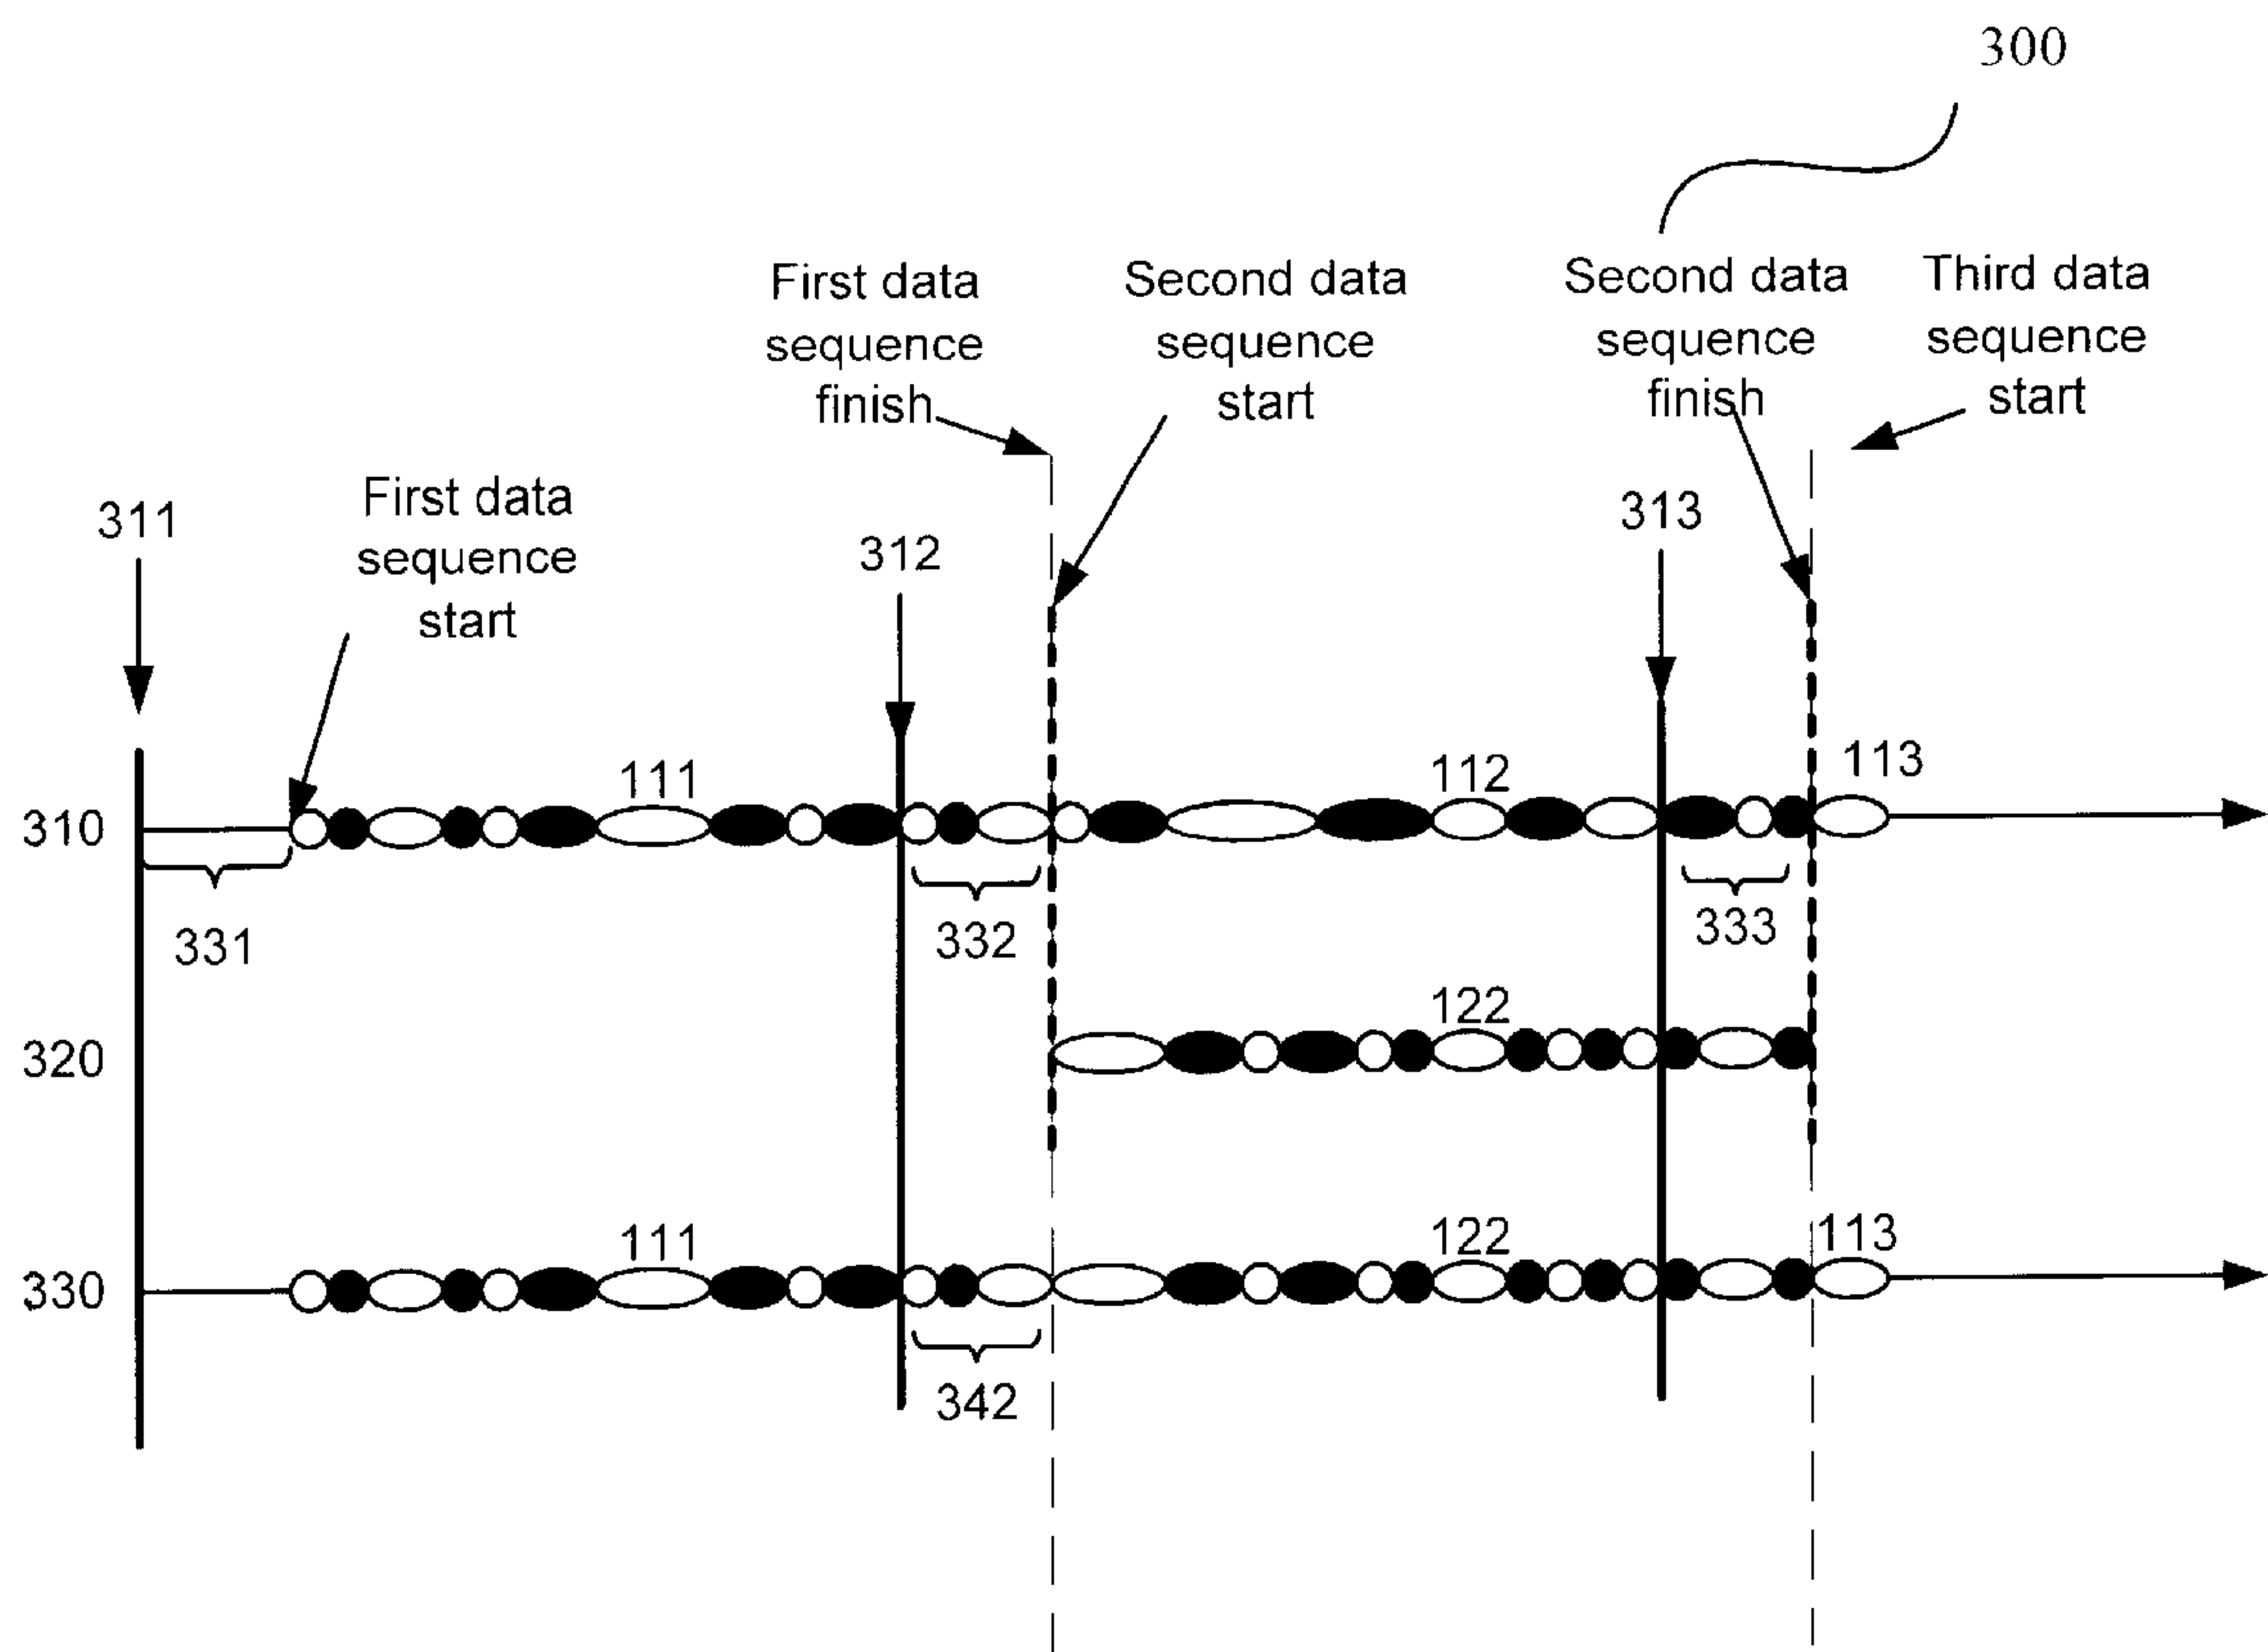 300
First data
sequence
finish
Second data
sequence
start
Second data
sequence
finish
Third data
sequence
start
311
First data
sequence
start
312
313
310
111
112
113
331
332
333
320
122
330
111
122
113
342